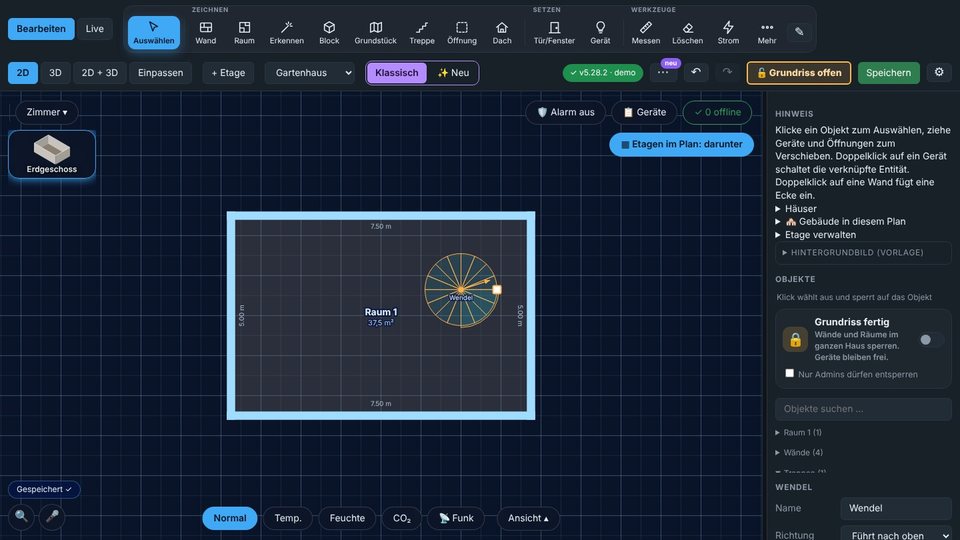 ZEICHNEN
SETZEN
WERKZEUGE
Bearbeiten
Live
Auswählen
Wand
Raum
Erkennen
Block
Grundstück
Treppe
Öffnung
Dach
Tür/Fenster
Gerät
Messen
Löschen
Strom
Mehr
2D
3D
2D + 3D
Einpassen
+ Etage
Gartenhaus
Klassisch
✨ Neu
✓ v5.28.2 · demo
neu
Grundriss offen
Speichern
Zimmer ▾
Alarm aus
Geräte
✓ 0 offline
Erdgeschoss
Etagen im Plan: darunter
7.50 m
5.00 m
Raum 1
37,5 m²
Wendel
5.00 m
7.50 m
Gespeichert ✓
Normal
Temp.
Feuchte
CO₂
Funk
Ansicht ▴
HINWEIS
Klicke ein Objekt zum Auswählen, ziehe
Geräte und Öffnungen zum
Verschieben. Doppelklick auf ein Gerät
schaltet die verknüpfte Entität.
Doppelklick auf eine Wand fügt eine
Ecke ein.
▶ Häuser
▶ Gebäude in diesem Plan
▶ Etage verwalten
▶ HINTERGRUNDBILD (VORLAGE)
OBJEKTE
Klick wählt aus und sperrt auf das Objekt
Grundriss fertig
Wände und Räume im
ganzen Haus sperren.
Geräte bleiben frei.
Nur Admins dürfen entsperren
Objekte suchen …
▶ Raum 1 (1)
▶ Wände (4)
▼ Treppen (1)
WENDEL
Name
Wendel
Richtung
Führt nach oben